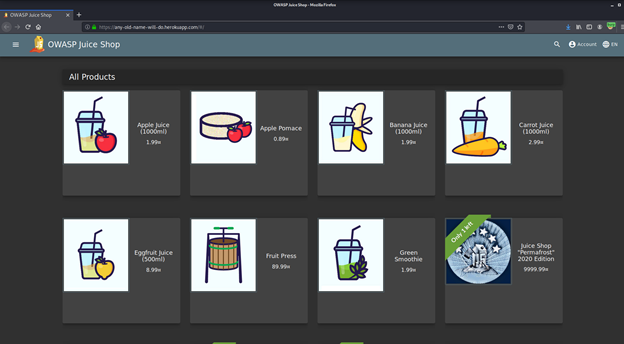 OWASP Juice Shop - Mozilla Firefox
OWASP Juice Shop
https://any-old-name-will-do.herokuapp.com/#/
OWASP Juice Shop
Account
EN
All Products
Apple Juice
(1000ml)
1.99¤
Apple Pomace
0.89¤
Banana Juice
(1000ml)
1.99¤
Carrot Juice
(1000ml)
2.99¤
Eggfruit Juice
(500ml)
8.99¤
Fruit Press
89.99¤
Green
Smoothie
1.99¤
Only 1 left
Juice Shop
"Permafrost"
2020 Edition
9999.99¤